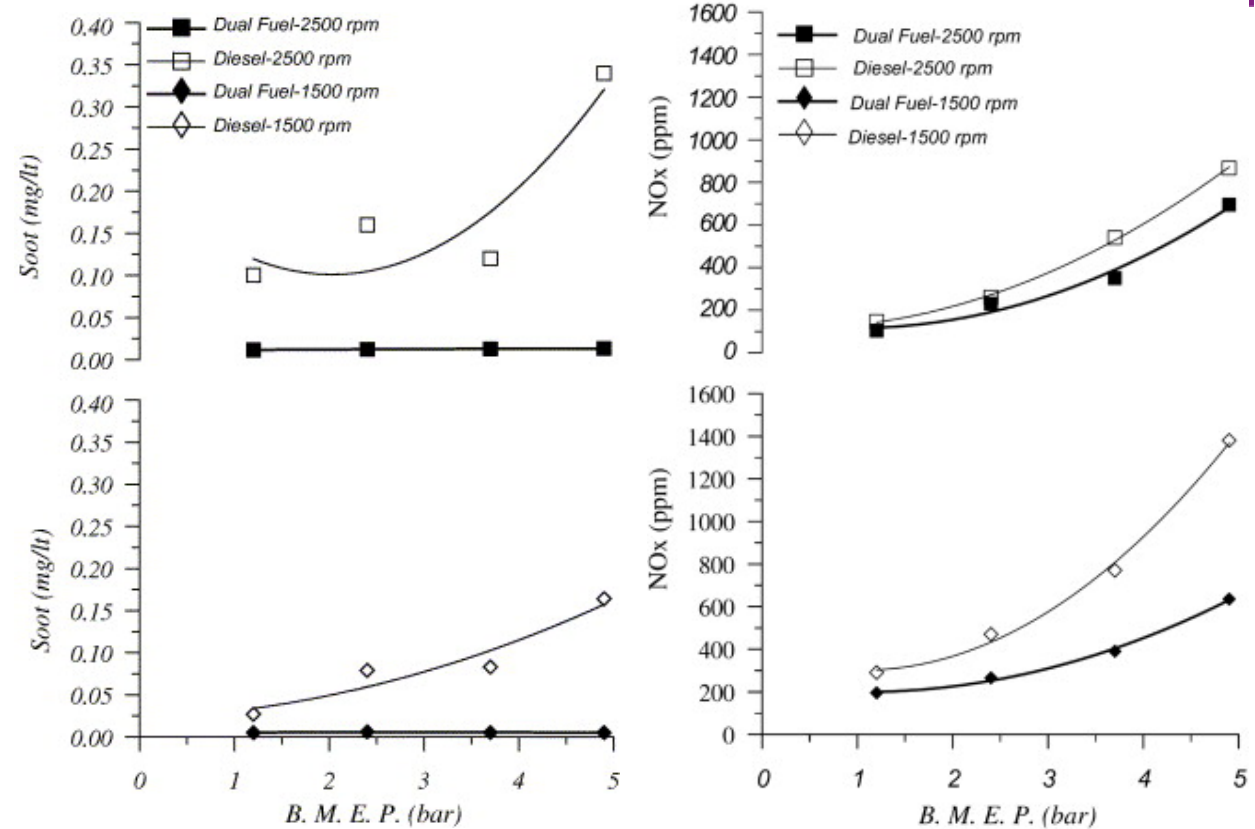 0.40
0.35
0.30
0.25
0.20
0.15
0.10
0.05
0.00
Soot (mg/lt)
Dual Fuel-2500 rpm
Diesel-2500 rpm
Dual Fuel-1500 rpm
Diesel-1500 rpm
1600
1400
1200
1000
800
600
400
200
0
NOx (ppm)
Dual Fuel-2500 rpm
Diesel-2500 rpm
Dual Fuel-1500 rpm
Diesel-1500 rpm
0.40
0.35
0.30
0.25
0.20
0.15
0.10
0.05
0.00
Soot (mg/lt)
0 1 2 3 4 5
B. M. E. P. (bar)
1600
1400
1200
1000
800
600
400
200
0
NOx (ppm)
0 1 2 3 4 5
B. M. E. P. (bar)